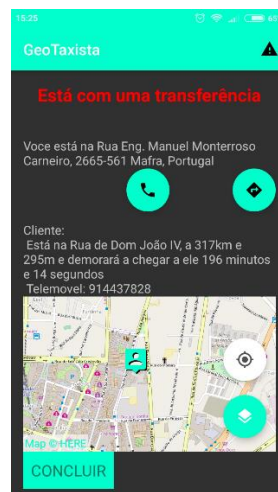 15:25
GeoTaxista
Está com uma transferência
Voce está na Rua Eng. Manuel Monterroso
Carneiro, 2665-561 Mafra, Portugal
Cliente:
Está na Rua de Dom João IV, a 317km e
295m e demorará a chegar a ele 196 minutos
e 14 segundos
Telemovel: 914437828
Map © HERE
CONCLUIR